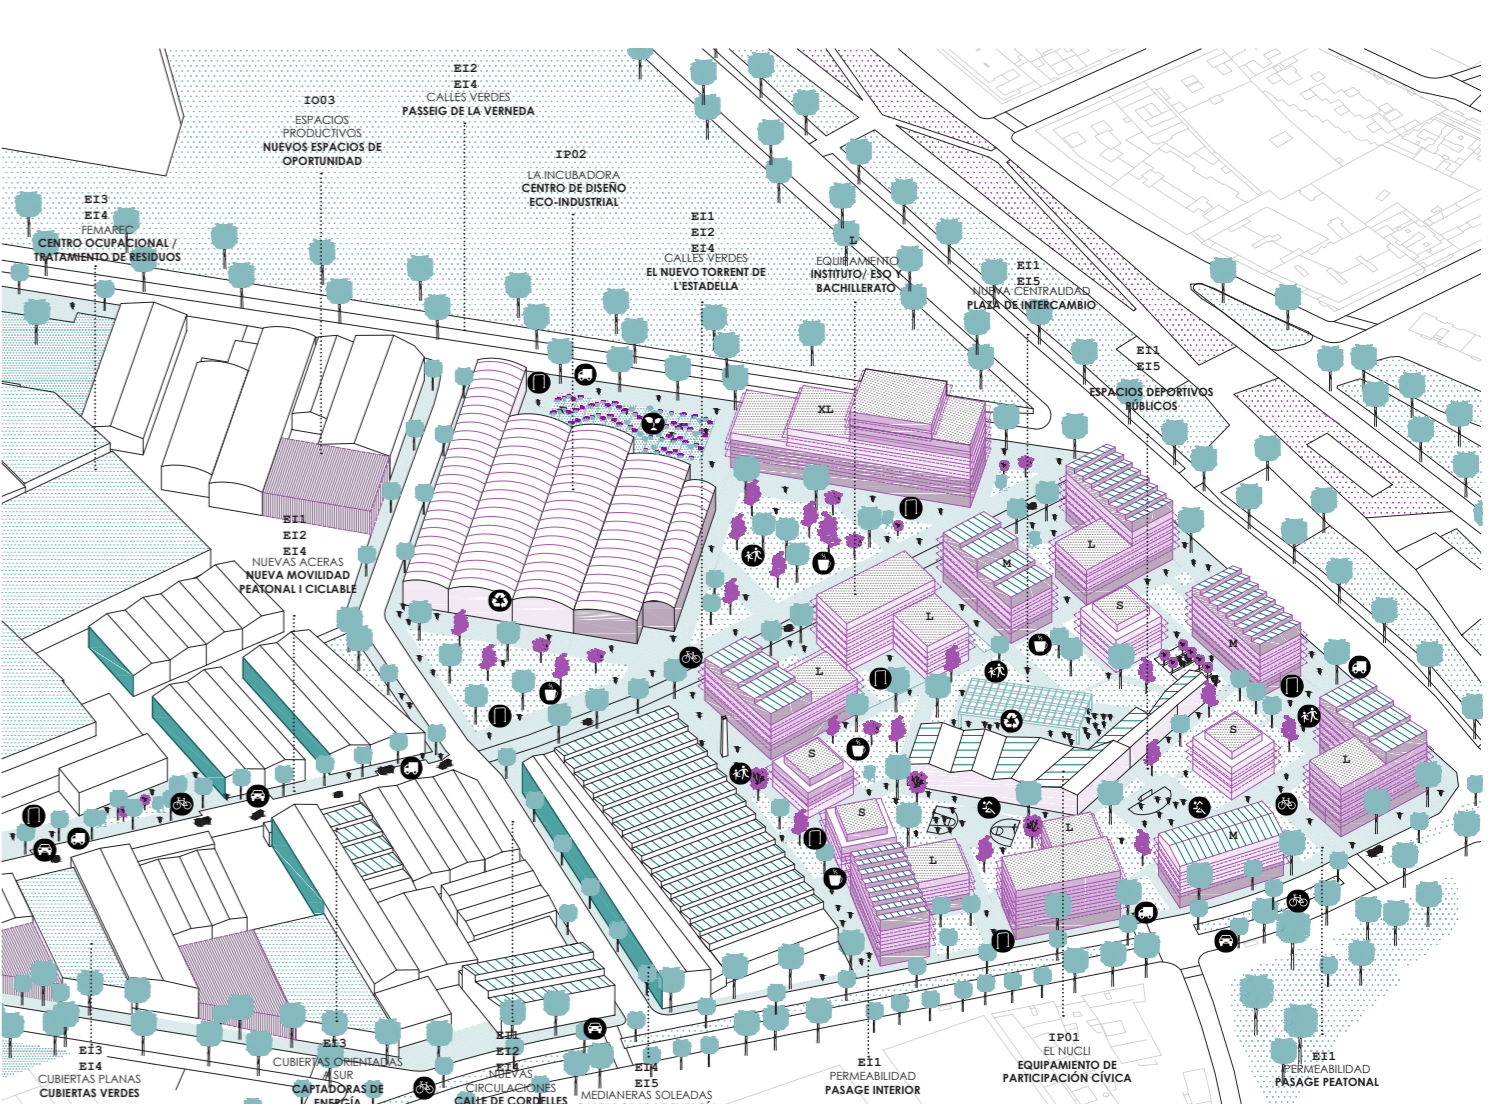 EI2
EI4
CALLES VERDES
PASSEIG DE LA VERNEDA
IO03
ESPACIOS
PRODUCTIVOS
NUEVOS ESPACIOS DE
OPORTUNIDAD
IP02
LA INCUBADORA
CENTRO DE DISEÑO
ECO-INDUSTRIAL
EI3
EI4
FEMAREC
CENTRO OCUPACIONAL /
TRATAMIENTO DE RESIDUOS
EI1
EI2
EI4
CALLES VERDES
EL NUEVO TORRENT DE
L'ESTADELLA
L
EQUIPAMIENTO
INSTITUTO/ ESO Y
BACHILLERATO
EI1
EI5
NUEVA CENTRALIDAD
PLAZA DE INTERCAMBIO
EI1
EI5
ESPACIOS DEPORTIVOS
PÚBLICOS
XL
EI1
EI2
EI4
NUEVAS ACERAS
NUEVA MOVILIDAD
PEATONAL I CICLABLE
L
M
S
L
M
L
S
S
L
S
L
M
L
EI3
EI4
CUBIERTAS PLANAS
CUBIERTAS VERDES
EI3
CUBIERTAS ORIENTADAS
A SUR
CAPTADORAS DE
ENERGÍA
EI1
EI2
EI4
NUEVAS
CIRCULACIONES
CALLE DE CORDELLES
EI4
EI5
MEDIANERAS SOLEADAS
EI1
PERMEABILIDAD
PASAGE INTERIOR
IP01
EL NUCLI
EQUIPAMIENTO DE
PARTICIPACIÓN CÍVICA
EI1
PERMEABILIDAD
PASAGE PEATONAL